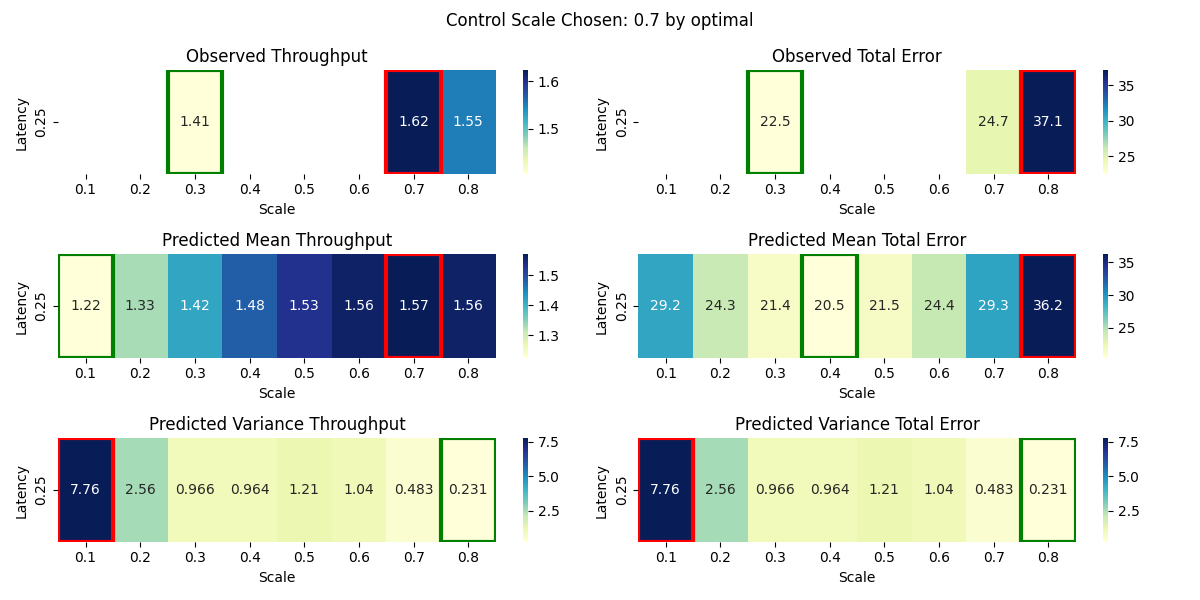 Control Scale Chosen: 0.7 by optimal
Observed Throughput
Latency
0.25
1.41
1.62
1.55
0.1 0.2 0.3 0.4 0.5 0.6 0.7 0.8
Scale
1.6
1.5
Observed Total Error
Latency
0.25
22.5
24.7
37.1
0.1 0.2 0.3 0.4 0.5 0.6 0.7 0.8
Scale
35
30
25
Predicted Mean Throughput
Latency
0.25
1.22 1.33 1.42 1.48 1.53 1.56 1.57 1.56
0.1 0.2 0.3 0.4 0.5 0.6 0.7 0.8
Scale
1.5
1.4
1.3
Predicted Mean Total Error
Latency
0.25
29.2 24.3 21.4 20.5 21.5 24.4 29.3 36.2
0.1 0.2 0.3 0.4 0.5 0.6 0.7 0.8
Scale
35
30
25
Predicted Variance Throughput
Latency
0.25
7.76 2.56 0.966 0.964 1.21 1.04 0.483 0.231
0.1 0.2 0.3 0.4 0.5 0.6 0.7 0.8
Scale
7.5
5.0
2.5
Predicted Variance Total Error
Latency
0.25
7.76 2.56 0.966 0.964 1.21 1.04 0.483 0.231
0.1 0.2 0.3 0.4 0.5 0.6 0.7 0.8
Scale
7.5
5.0
2.5